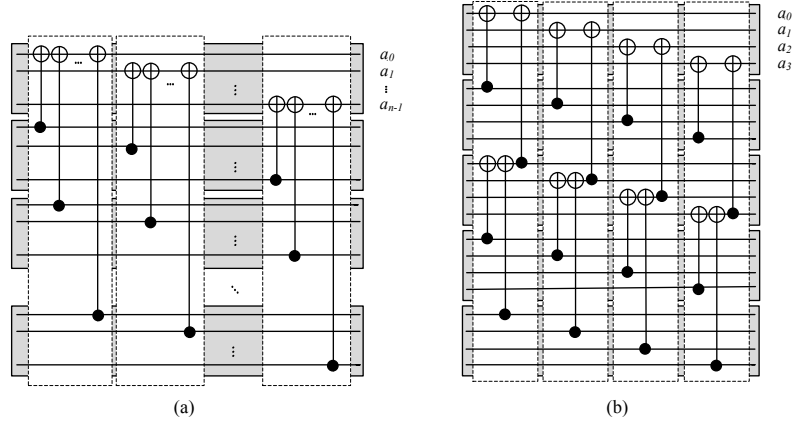 a0
a1
⋮
an-1
... ... ...
⋮
⋮
⋮
⋱
⋮
(a)
a0
a1
a2
a3
(b)